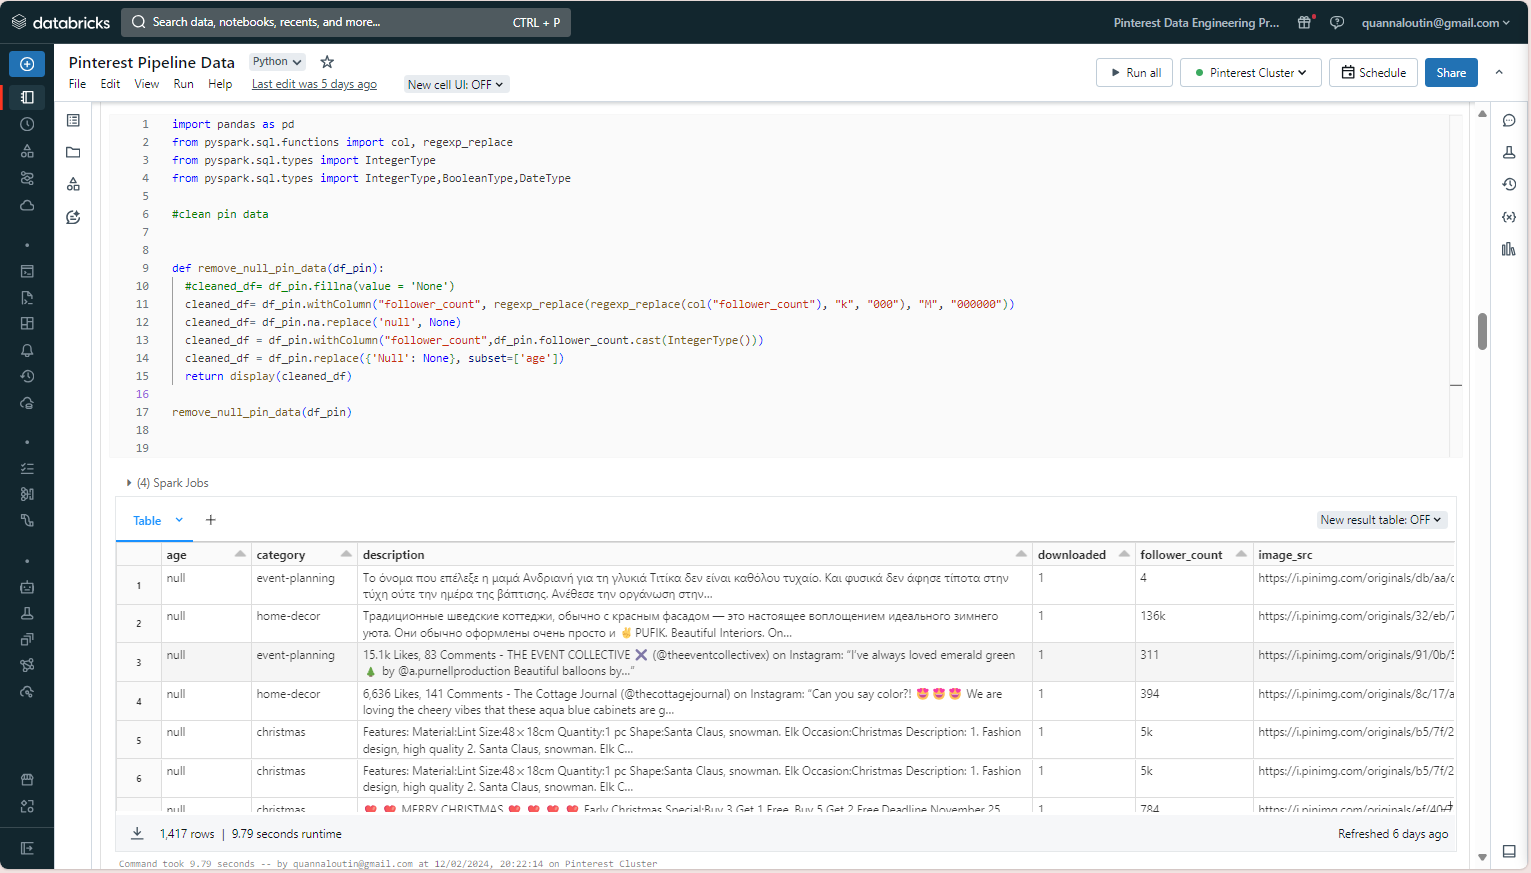 databricks
Search data, notebooks, recents, and more...
CTRL + P
Pinterest Data Engineering Pr...
quannaloutin@gmail.com
Pinterest Pipeline Data
Python
File
Edit
View
Run
Help
Last edit was 5 days ago
New cell UI: OFF
Run all
Pinterest Cluster
Schedule
Share
1 import pandas as pd
2 from pyspark.sql.functions import col, regexp_replace
3 from pyspark.sql.types import IntegerType
4 from pyspark.sql.types import IntegerType,BooleanType,DateType
5
6 #clean pin data
7
8
9 def remove_null_pin_data(df_pin):
10 #cleaned_df= df_pin.fillna(value = 'None')
11 cleaned_df= df_pin.withColumn("follower_count", regexp_replace(regexp_replace(col("follower_count"), "k", "000"), "M", "000000"))
12 cleaned_df= df_pin.na.replace('null', None)
13 cleaned_df = df_pin.withColumn("follower_count",df_pin.follower_count.cast(IntegerType()))
14 cleaned_df = df_pin.replace({'Null': None}, subset=['age'])
15 return display(cleaned_df)
16
17 remove_null_pin_data(df_pin)
18
19
(4) Spark Jobs
Table
+
New result table: OFF
age category description downloaded follower_count image_src
1 null event-planning Το όνομα που επέλεξε η μαμά Ανδριανή για τη γλυκιά Τιτίκα δεν είναι καθόλου τυχαίο. Και φυσικά δεν άφησε τίποτα στην 1 4 https://i.pinimg.com/originals/db/aa/
τύχη ούτε την ημέρα της βάπτισης. Ανέθεσε την οργάνωση στην...
2 null home-decor Традиционные шведские коттеджи, обычно с красным фасадом — это настоящее воплощением идеального зимнего 1 136k https://i.pinimg.com/originals/32/eb/7
уюта. Они обычно оформлены очень просто и ✌ PUFIK. Beautiful Interiors. On...
3 null event-planning 15.1k Likes, 83 Comments - THE EVENT COLLECTIVE ✖ (@theeventcollectivex) on Instagram: “I’ve always loved emerald green 1 311 https://i.pinimg.com/originals/91/0b/5
🎄 by @a.purnellproduction Beautiful balloons by...”
4 null home-decor 6,636 Likes, 141 Comments - The Cottage Journal (@thecottagejournal) on Instagram: “Can you say color?! 😍😍😍 We are 1 394 https://i.pinimg.com/originals/8c/17/a
loving the cheery vibes that these aqua blue cabinets are g...
5 null christmas Features: Material:Lint Size:48×18cm Quantity:1 pc Shape:Santa Claus, snowman. Elk Occasion:Christmas Description: 1. Fashion 1 5k https://i.pinimg.com/originals/b5/7f/2
design, high quality 2. Santa Claus, snowman. Elk C...
6 null christmas Features: Material:Lint Size:48×18cm Quantity:1 pc Shape:Santa Claus, snowman. Elk Occasion:Christmas Description: 1. Fashion 1 5k https://i.pinimg.com/originals/b5/7f/2
design, high quality 2. Santa Claus, snowman. Elk C...
null christmas ❤ ❤ MERRY CHRISTMAS ❤ ❤ ❤ ❤ Early Christmas Special:Buy 3 Get 1 Free, Buy 5 Get 2 Free Deadline November 25 1 784 https://i.pinimg.com/originals/ef/40/
1,417 rows | 9.79 seconds runtime
Refreshed 6 days ago
Command took 9.79 seconds -- by quannaloutin@gmail.com at 12/02/2024, 20:22:14 on Pinterest Cluster